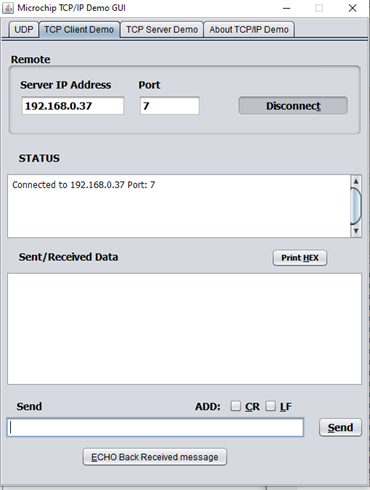 Microchip TCP/IP Demo GUI
UDP TCP Client Demo TCP Server Demo About TCP/IP Demo
Remote
Server IP Address Port
192.168.0.37 7 Disconnect
STATUS
Connected to 192.168.0.37 Port: 7
Sent/Received Data Print HEX
Send ADD: CR LF
Send
ECHO Back Received message